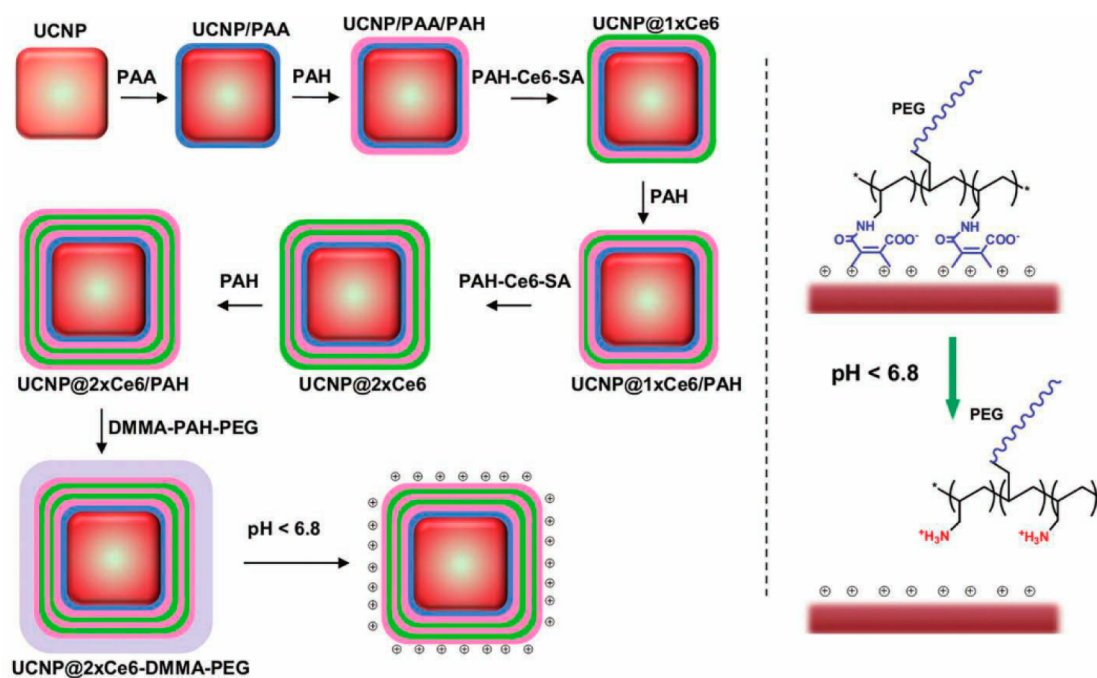 UCNP
UCNP/PAA
UCNP/PAA/PAH
UCNP@1xCe6
PAA
PAH
PAH-Ce6-SA
PAH
UCNP@2xCe6/PAH
PAH
UCNP@2xCe6
PAH-Ce6-SA
UCNP@1xCe6/PAH
DMMA-PAH-PEG
UCNP@2xCe6-DMMA-PEG
pH < 6.8
PEG
* ( ) ( ) ( ) *
NH NH
O COO⁻ O COO⁻
pH < 6.8
PEG
* ( ) ( ) ( ) *
⁺H₃N ⁺H₃N